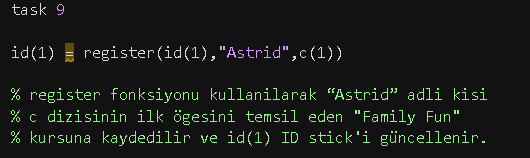 task 9
id(1) = register(id(1),"Astrid",c(1))
% register fonksiyonu kullanilarak “Astrid” adli kisi
% c dizisinin ilk ögesini temsil eden "Family Fun"
% kursuna kaydedilir ve id(1) ID stick'i güncellenir.